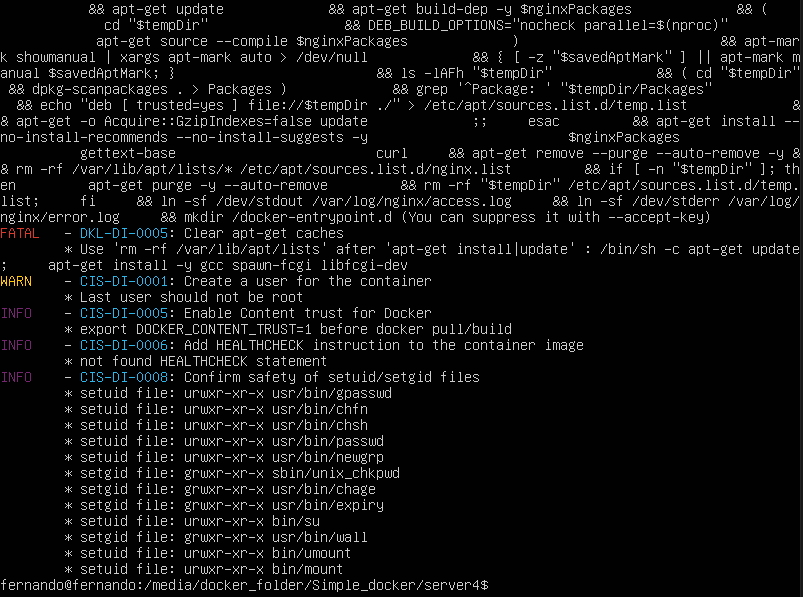 && apt-get update && apt-get build-dep -y $nginxPackages && (
cd "$tempDir" && DEB_BUILD_OPTIONS="nocheck parallel=$(nproc)"
apt-get source --compile $nginxPackages ) && apt-mar
k showmanual | xargs apt-mark auto > /dev/null && { [ -z "$savedAptMark" ] || apt-mark m
anual $savedAptMark; } && ls -lAFh "$tempDir" && ( cd "$tempDir"
&& dpkg-scanpackages . > Packages ) && grep '^Package: ' "$tempDir/Packages"
&& echo "deb [ trusted=yes ] file://$tempDir ./" > /etc/apt/sources.list.d/temp.list &
& apt-get -o Acquire::GzipIndexes=false update ;; esac && apt-get install --
no-install-recommends --no-install-suggests -y $nginxPackages
gettext-base curl && apt-get remove --purge --auto-remove -y &
& rm -rf /var/lib/apt/lists/* /etc/apt/sources.list.d/nginx.list && if [ -n "$tempDir" ]; th
en apt-get purge -y --auto-remove && rm -rf "$tempDir" /etc/apt/sources.list.d/temp.
list; fi && ln -sf /dev/stdout /var/log/nginx/access.log && ln -sf /dev/stderr /var/log/
nginx/error.log && mkdir /docker-entrypoint.d (You can suppress it with --accept-key)
FATAL - DKL-DI-0005: Clear apt-get caches
* Use 'rm -rf /var/lib/apt/lists' after 'apt-get install|update' : /bin/sh -c apt-get update
; apt-get install -y gcc spawn-fcgi libfcgi-dev
WARN - CIS-DI-0001: Create a user for the container
* Last user should not be root
INFO - CIS-DI-0005: Enable Content trust for Docker
* export DOCKER_CONTENT_TRUST=1 before docker pull/build
INFO - CIS-DI-0006: Add HEALTHCHECK instruction to the container image
* not found HEALTHCHECK statement
INFO - CIS-DI-0008: Confirm safety of setuid/setgid files
* setuid file: urwxr-xr-x usr/bin/gpasswd
* setuid file: urwxr-xr-x usr/bin/chfn
* setuid file: urwxr-xr-x usr/bin/chsh
* setuid file: urwxr-xr-x usr/bin/passwd
* setuid file: urwxr-xr-x usr/bin/newgrp
* setgid file: grwxr-xr-x sbin/unix_chkpwd
* setgid file: grwxr-xr-x usr/bin/chage
* setgid file: grwxr-xr-x usr/bin/expiry
* setuid file: urwxr-xr-x bin/su
* setgid file: grwxr-xr-x usr/bin/wall
* setuid file: urwxr-xr-x bin/umount
* setuid file: urwxr-xr-x bin/mount
fernando@fernando:/media/docker_folder/Simple_docker/server4$